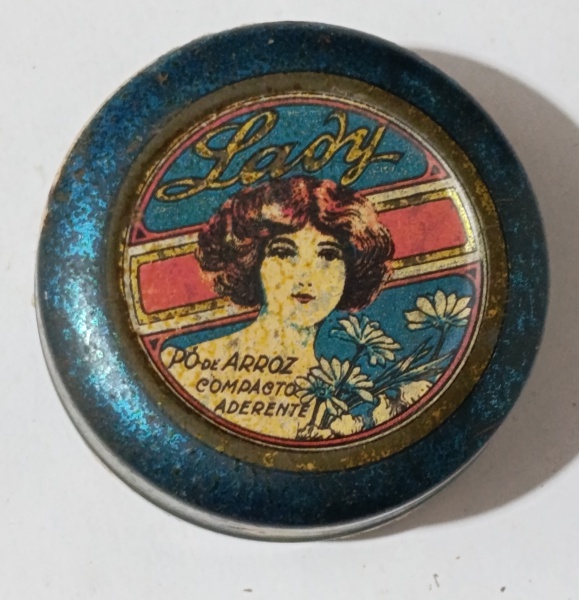 Lady
PÓ DE ARROZ
COMPACTO
ADERENTE